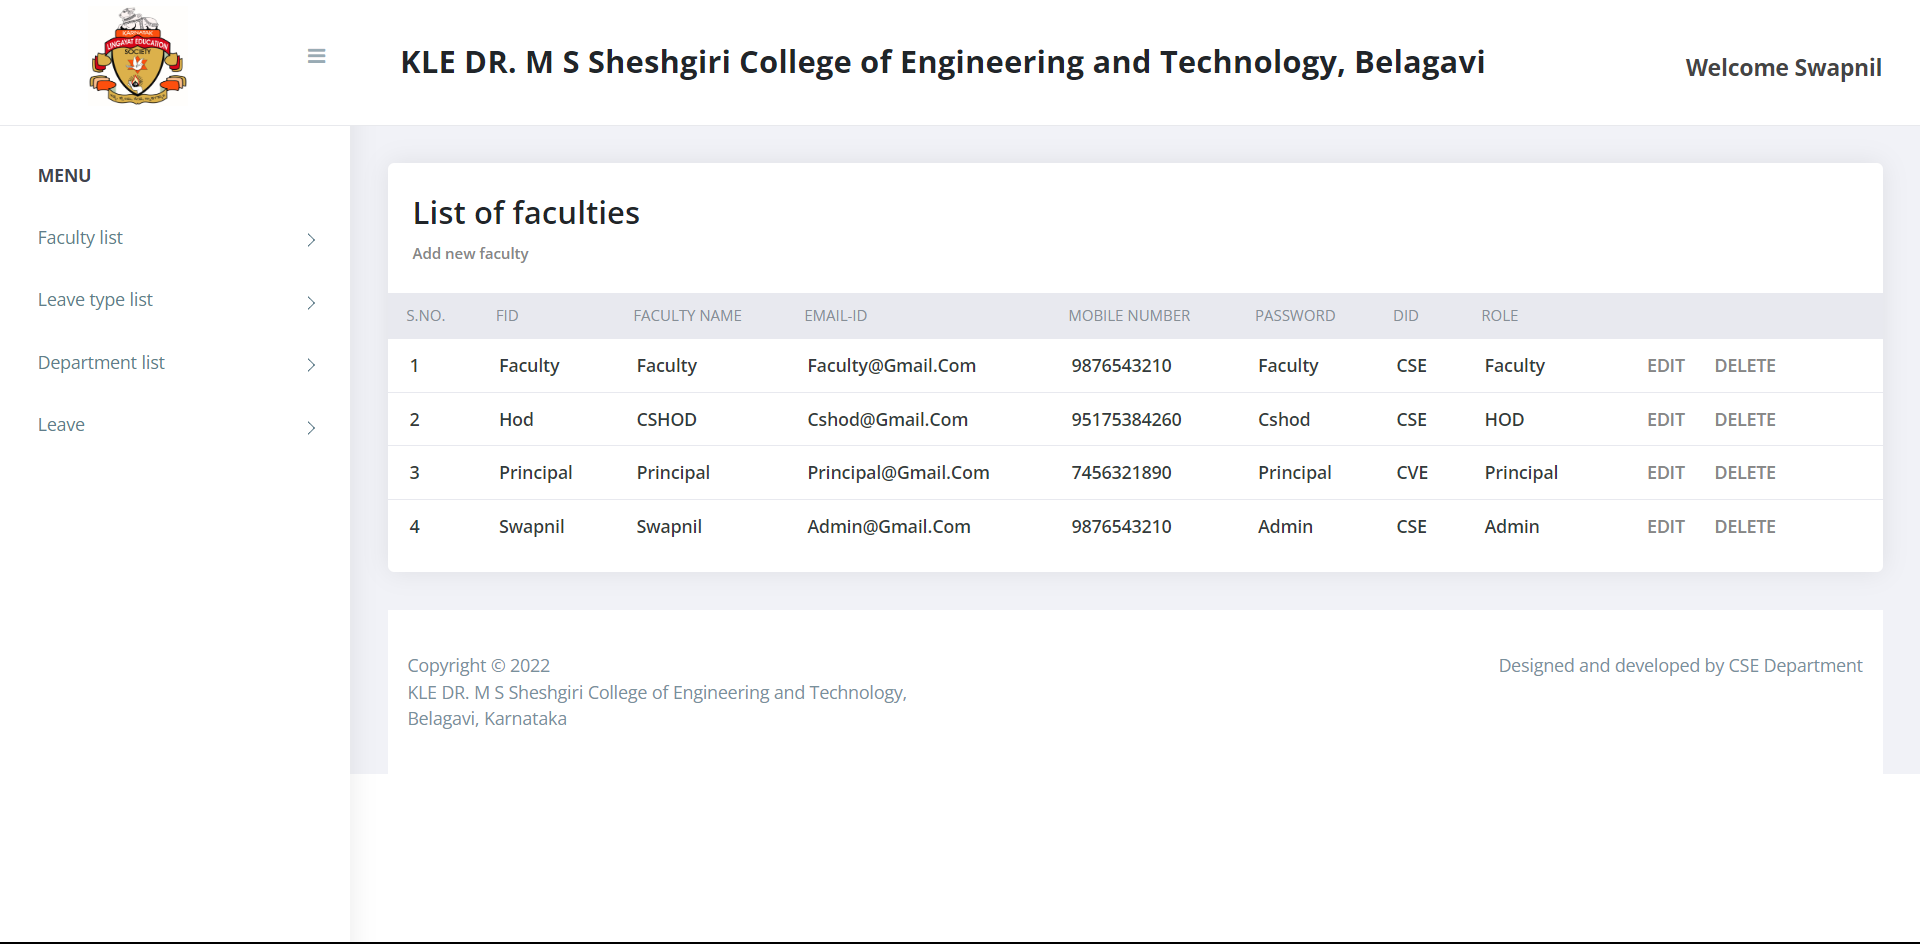 KARNATAK
LINGAYAT EDUCATION
SOCIETY
KLE DR. M S Sheshgiri College of Engineering and Technology, Belagavi
Welcome Swapnil
MENU
Faculty list
Leave type list
Department list
Leave
List of faculties
Add new faculty
S.NO. FID FACULTY NAME EMAIL-ID MOBILE NUMBER PASSWORD DID ROLE
1 Faculty Faculty Faculty@Gmail.Com 9876543210 Faculty CSE Faculty EDIT DELETE
2 Hod CSHOD Cshod@Gmail.Com 95175384260 Cshod CSE HOD EDIT DELETE
3 Principal Principal Principal@Gmail.Com 7456321890 Principal CVE Principal EDIT DELETE
4 Swapnil Swapnil Admin@Gmail.Com 9876543210 Admin CSE Admin EDIT DELETE
Copyright © 2022
KLE DR. M S Sheshgiri College of Engineering and Technology,
Belagavi, Karnataka
Designed and developed by CSE Department